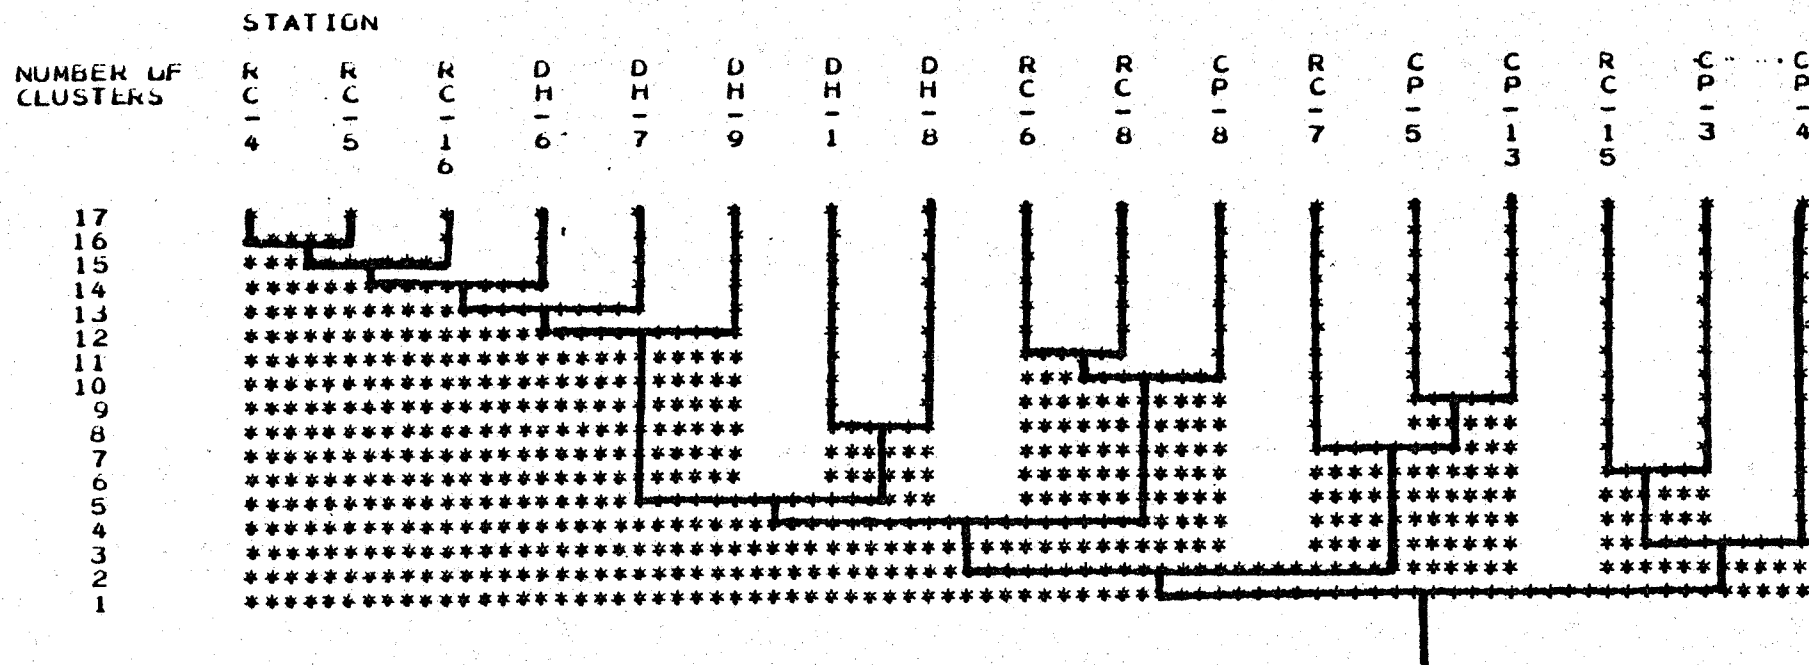 STATION
NUMBER OF R R R D D D D D R R C R C C R C C
CLUSTERS C C C H H H H H C C P C P P C P P
- - - - - - - - - - - - - - - - -
4 5 1 6 7 9 1 8 6 8 8 7 5 1 1 3 4
6 3 5
17
16
15
14
13
12
11
10
9
8
7
6
5
4
3
2
1